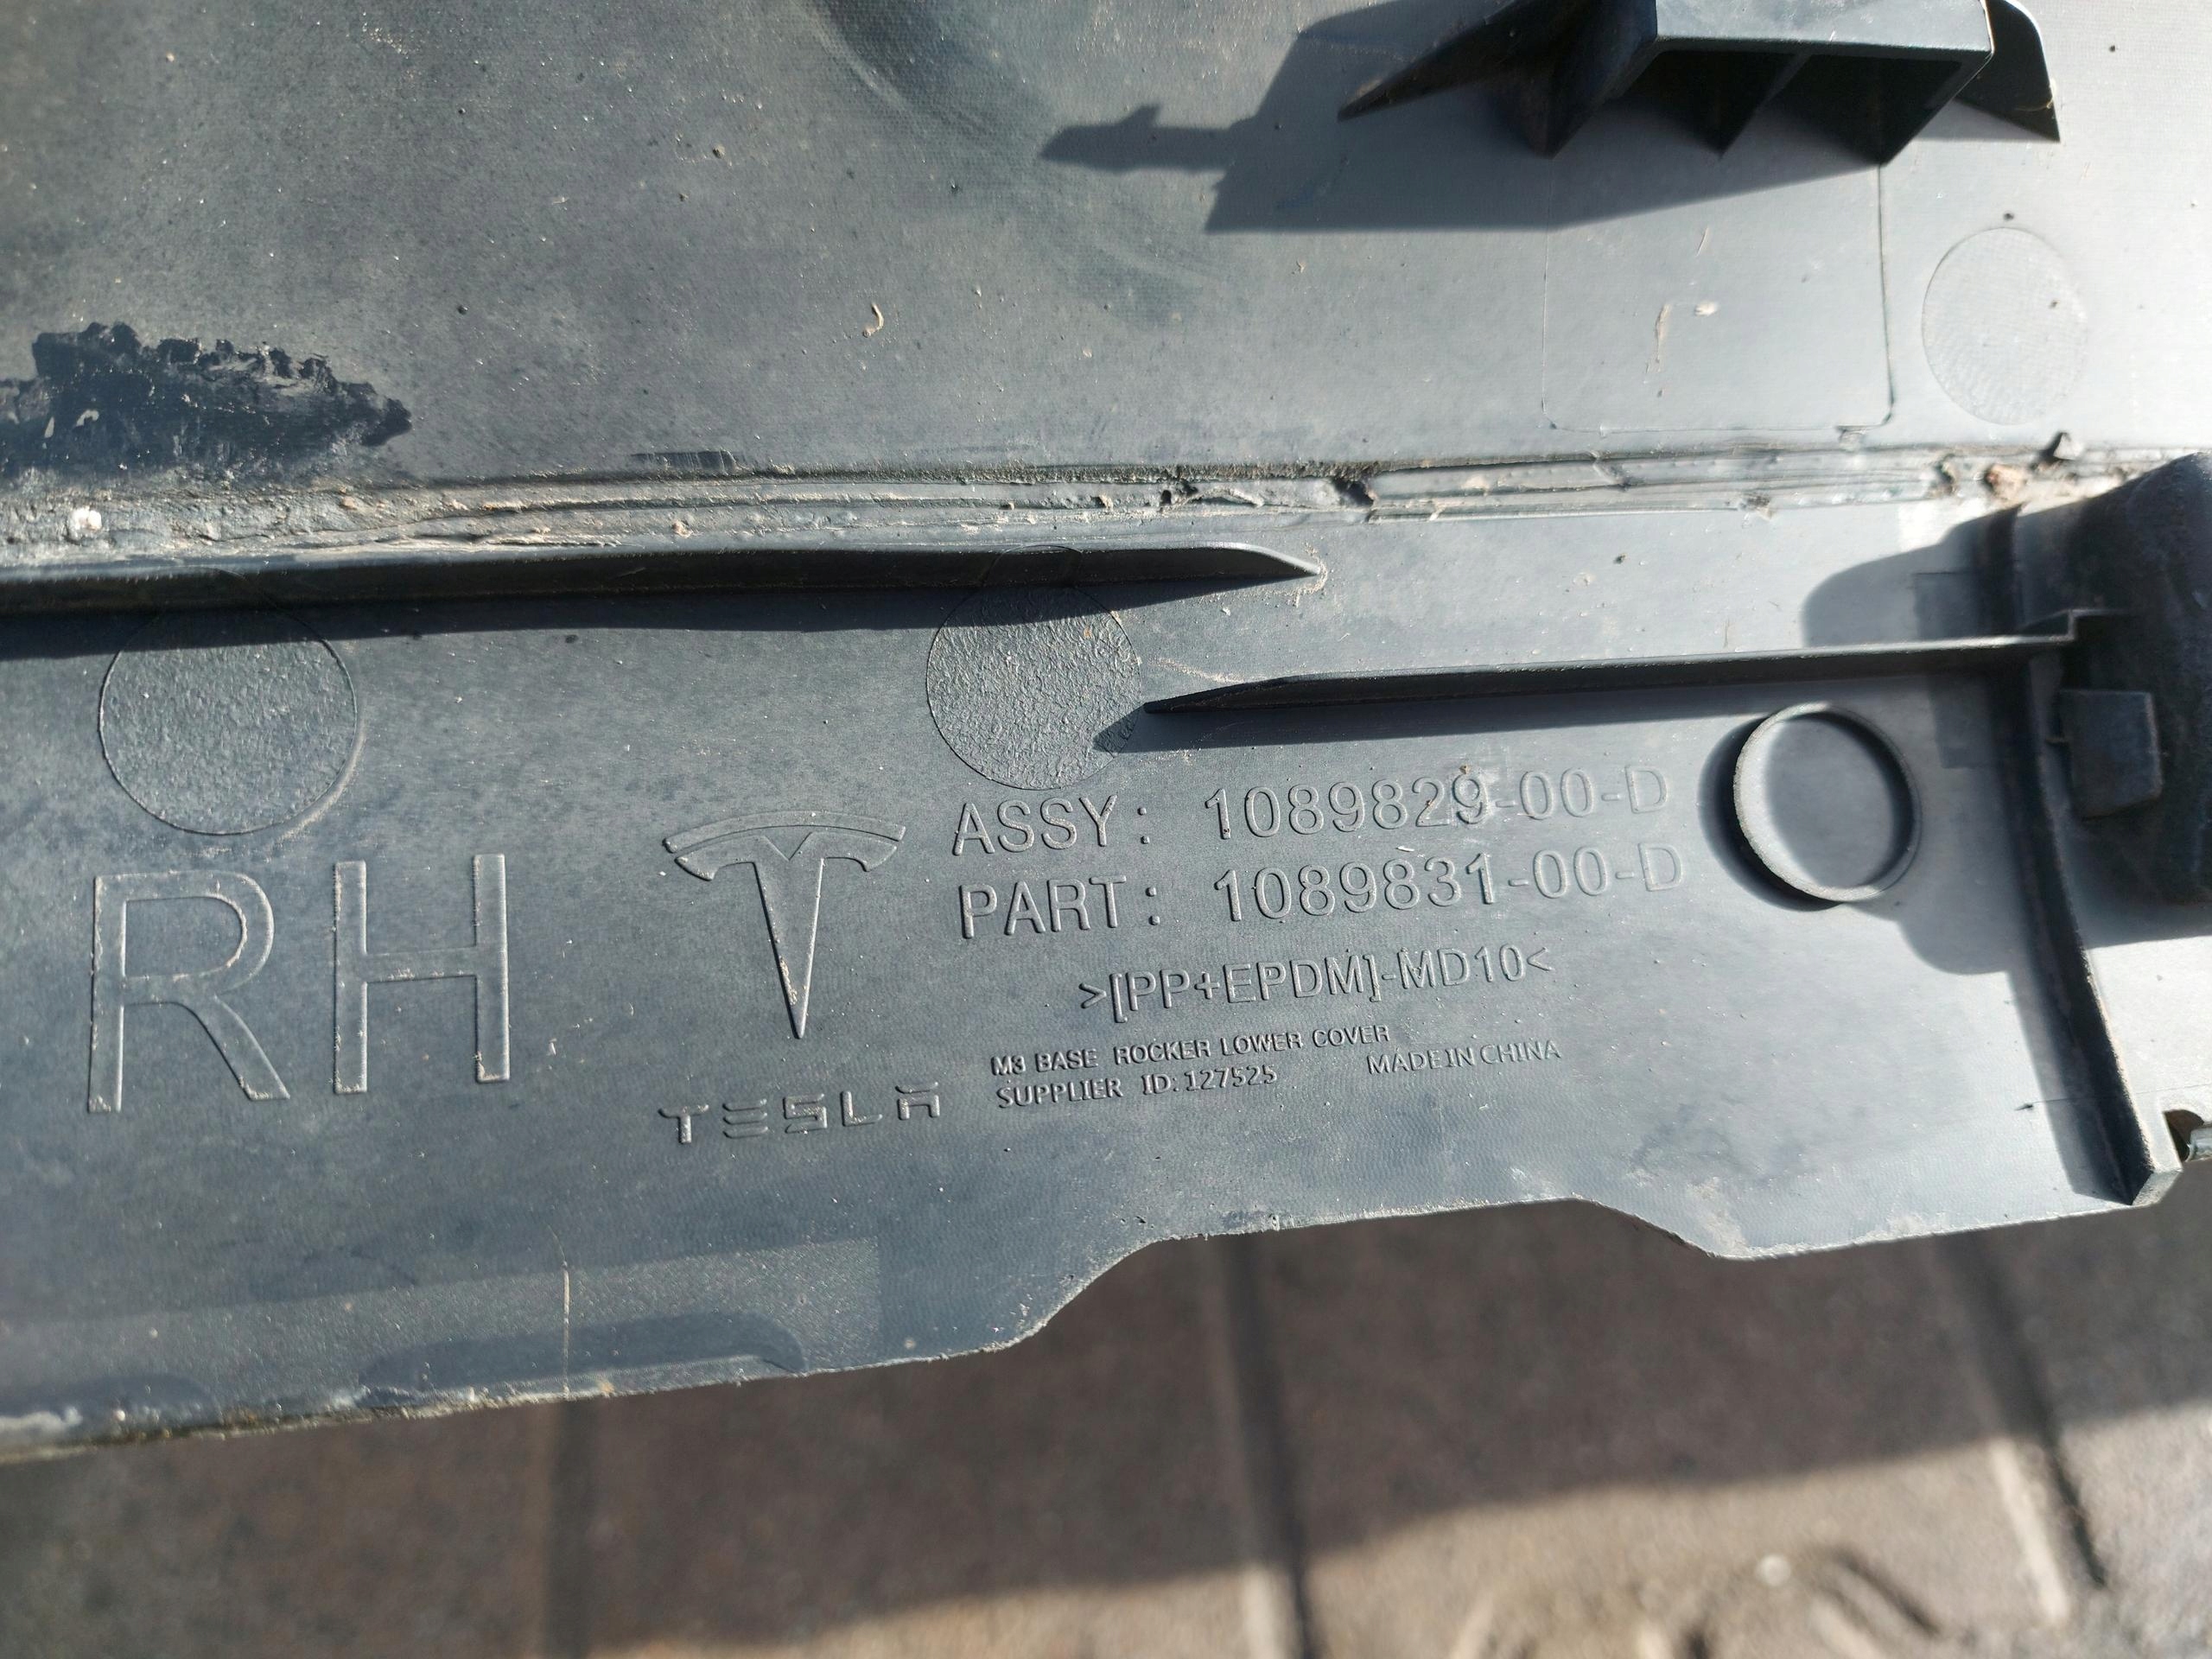 RH
ASSY: 1089829-00-D
PART: 1089831-00-D
>[PP+EPDM]-MD10<
M3 BASE ROCKER LOWER COVER
SUPPLIER ID: 127525 MADE IN CHINA
TESLA